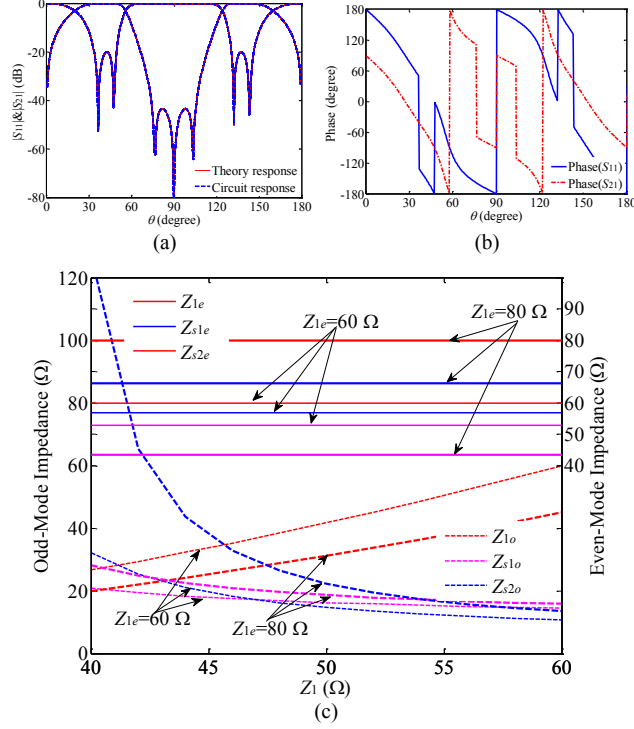 |S11|&|S21| (dB)
0
-20
-40
-60
-80
0 30 60 90 120 150 180
θ (degree)
Theory response
Circuit response
(a)
Phase (degree)
180
120
60
0
-60
-120
-180
0 30 60 90 120 150 180
θ (degree)
Phase(S11)
Phase(S21)
(b)
Odd-Mode Impedance (Ω)
120
100
80
60
40
20
0
Even-Mode Impedance (Ω)
90
80
70
60
50
40
Z1e
Zs1e
Zs2e
Z1e=60 Ω
Z1e=80 Ω
Z1o
Zs1o
Zs2o
Z1e=60 Ω
Z1e=80 Ω
40 45 50 55 60
Z1 (Ω)
(c)